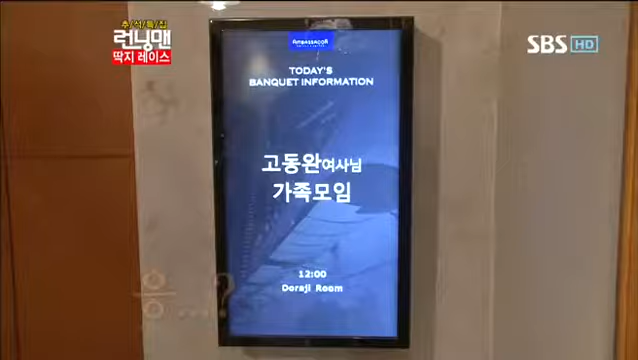 추석특집
런닝맨
딱지 레이스
SBS HD
AMBASSADOR
TODAY'S
BANQUET INFORMATION
고동완여사님
가족모임
12:00
Doraji Room
흠...?